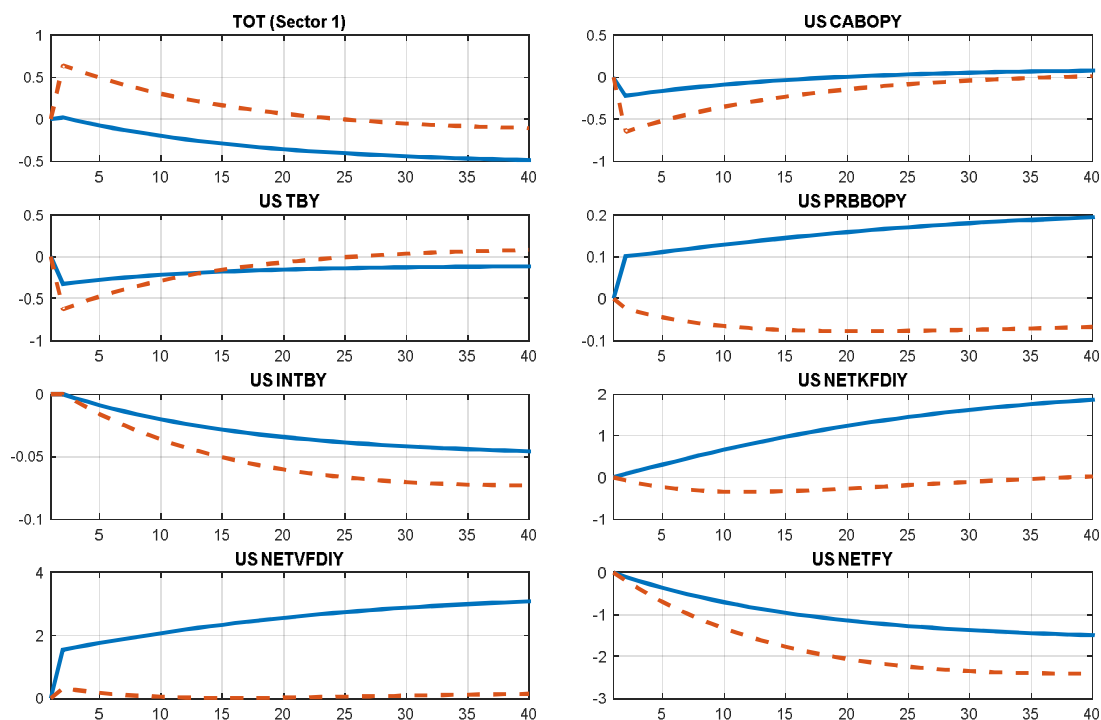 TOT (Sector 1)
1
0.5
0
-0.5
5 10 15 20 25 30 35 40
US CABOPY
1
0.5
0
-0.5
-1
5 10 15 20 25 30 35 40
US TBY
0.5
0
-0.5
-1
5 10 15 20 25 30 35 40
US PRBBOPY
0.2
0.1
0
-0.1
5 10 15 20 25 30 35 40
US INTBY
0
-0.05
-0.1
5 10 15 20 25 30 35 40
US NETKFDIY
2
1
0
-1
5 10 15 20 25 30 35 40
US NETVFDIY
4
2
0
5 10 15 20 25 30 35 40
US NETFY
0
-1
-2
-3
5 10 15 20 25 30 35 40